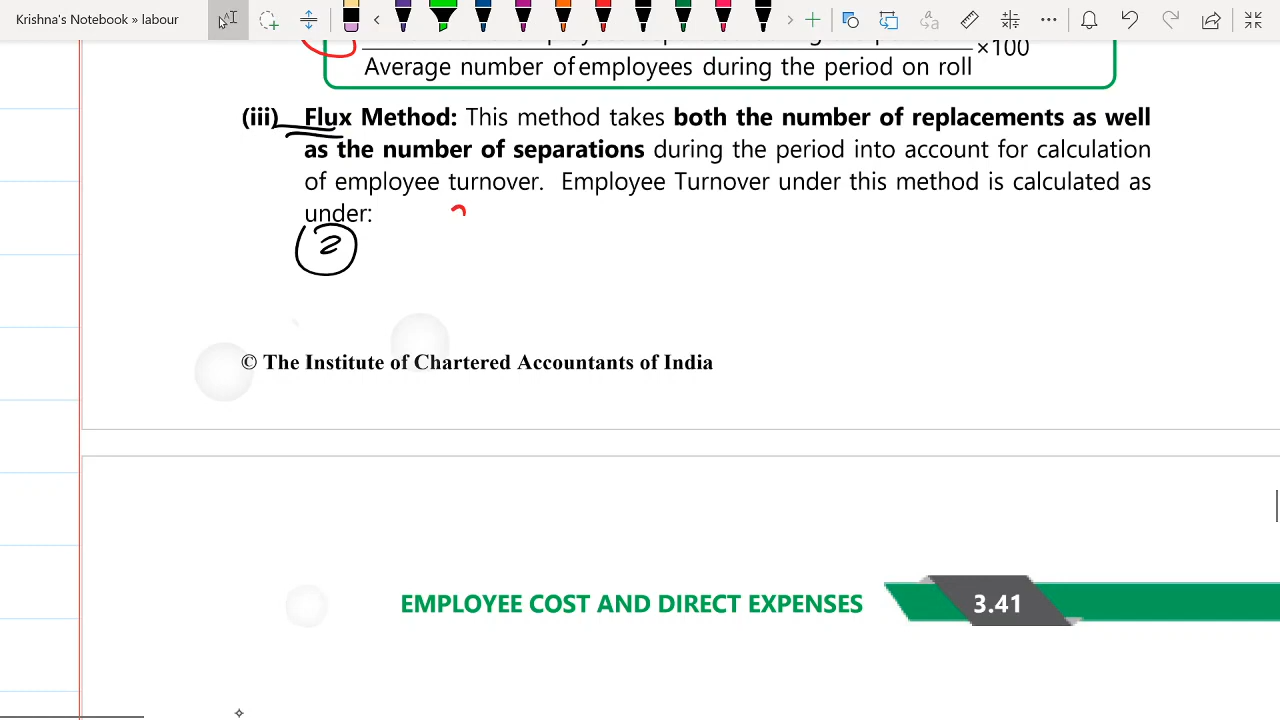 Krishna's Notebook » labour
×100
Average number of employees during the period on roll
(iii) Flux Method: This method takes both the number of replacements as well
as the number of separations during the period into account for calculation
of employee turnover. Employee Turnover under this method is calculated as
under:
2
© The Institute of Chartered Accountants of India
EMPLOYEE COST AND DIRECT EXPENSES 3.41